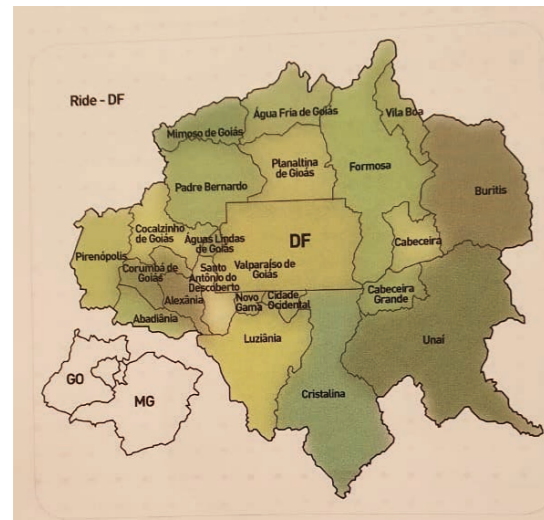 Ride - DF
Mimoso de Goiás
Água Fria de Goiás
Vila Boa
Planaltina
de Gioás
Formosa
Padre Bernardo
Buritis
Cocalzinho
de Goiás
Águas Lindas
de Goiás
DF
Cabeceira
Pirenópolis
Corumbá de
Goiás
Santo
Antônio do
Descoberto
Valparaíso de
Goiás
Alexânia
Novo
Gama
Cidade
Ocidental
Cabeceira
Grande
Abadiânia
Luziânia
Unaí
GO
MG
Cristalina